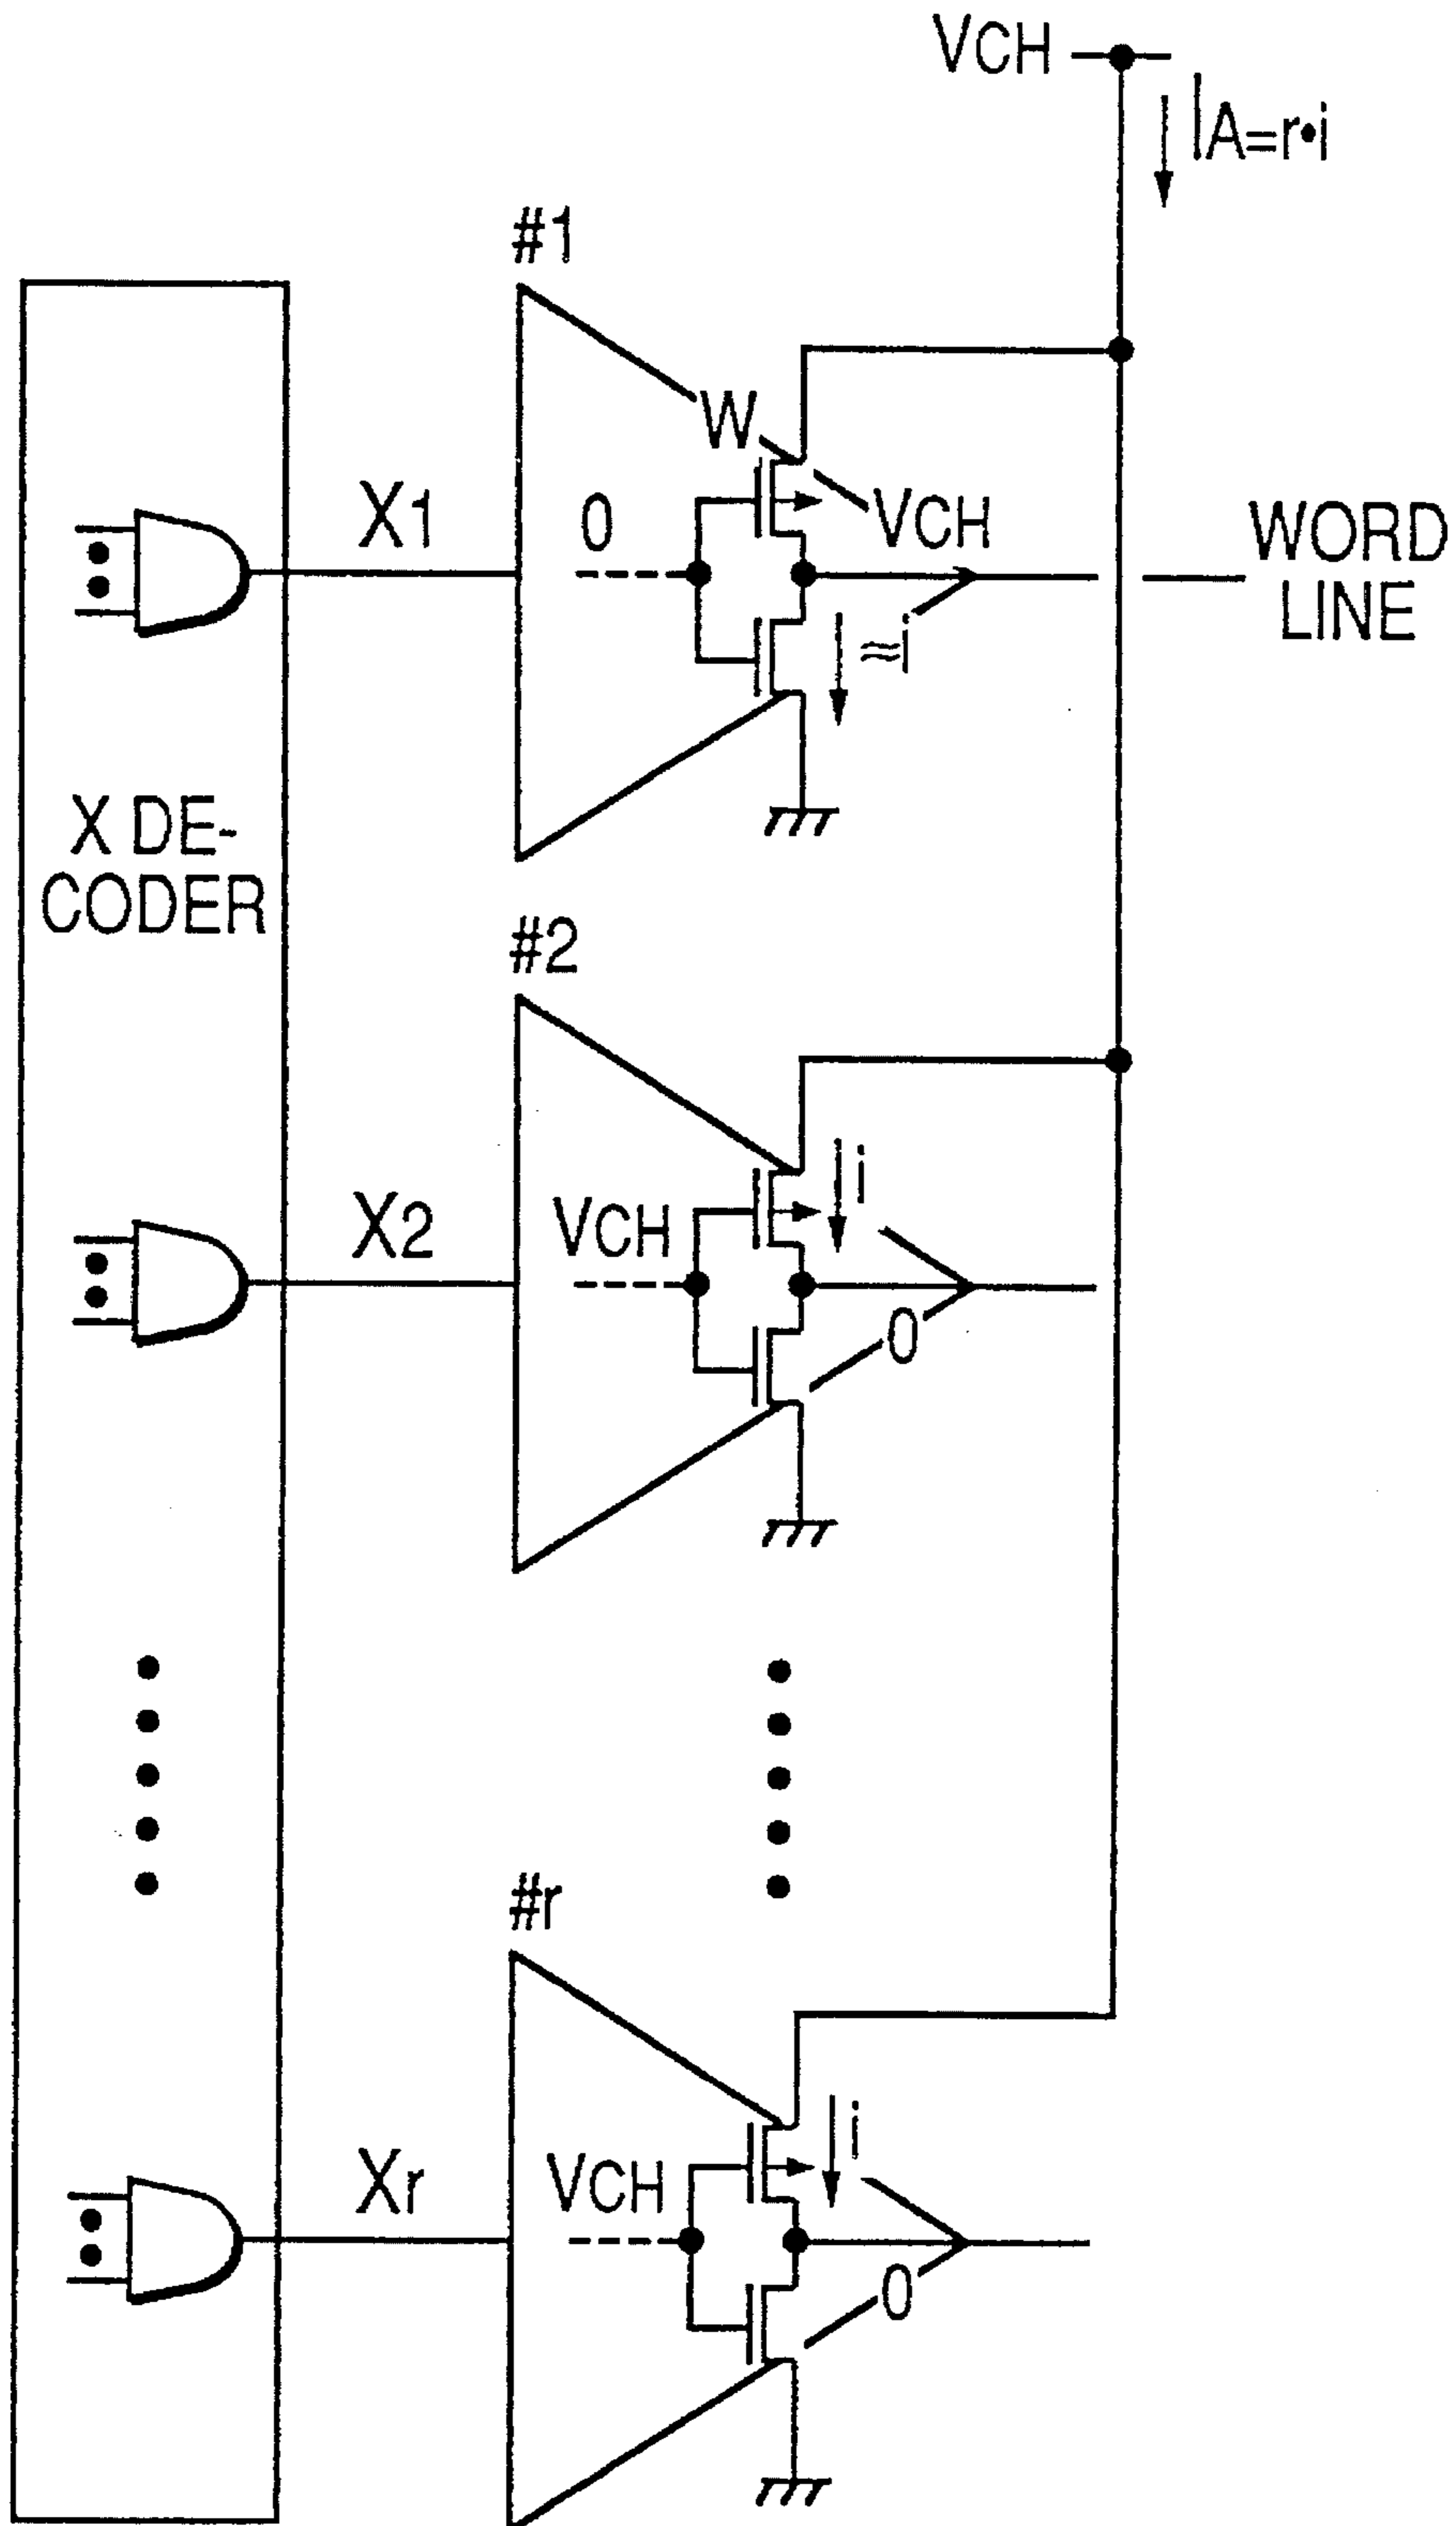 VCH
IA=r•i
#1
W
X1
0
VCH
WORD
LINE
≈i
X DE-
CODER
#2
i
X2
VCH
0
#r
i
Xr
VCH
0